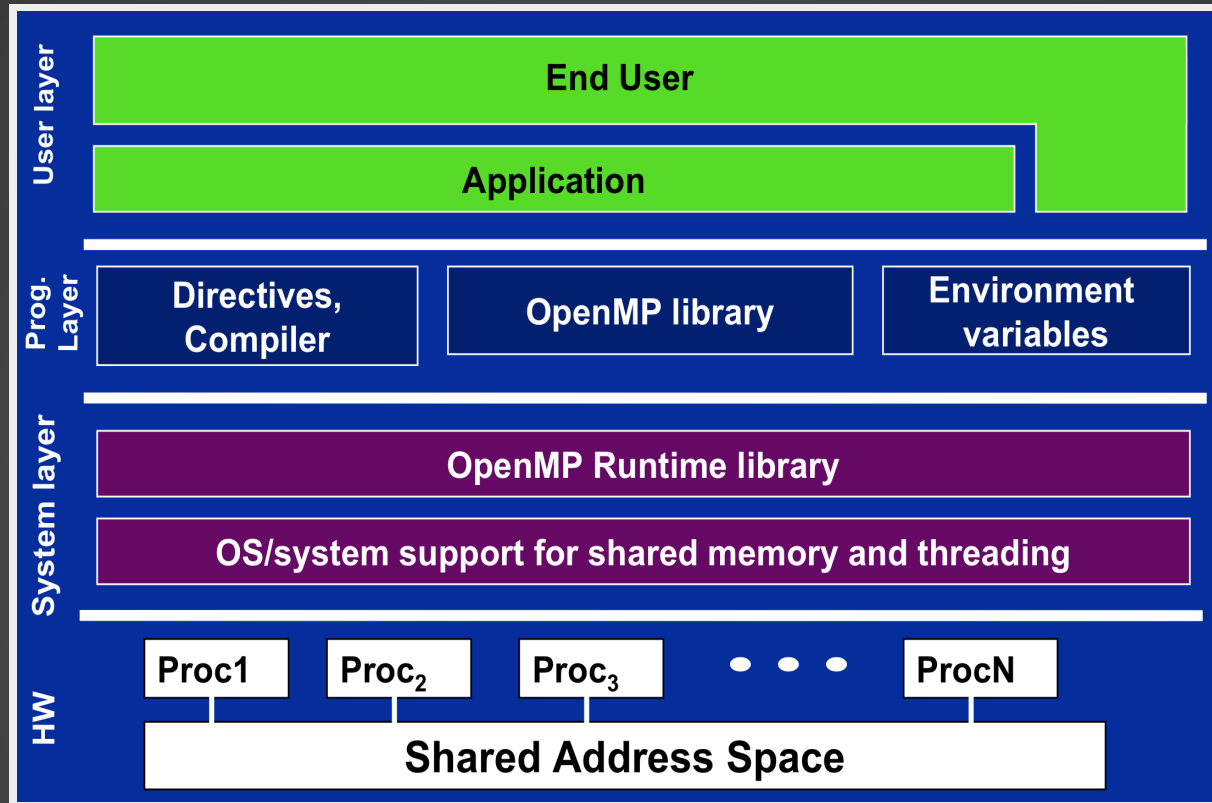 User layer
End User
Application
Prog.
Layer
Directives,
Compiler
OpenMP library
Environment
variables
System layer
OpenMP Runtime library
OS/system support for shared memory and threading
HW
Proc1
Proc₂
Proc₃
ProcN
Shared Address Space